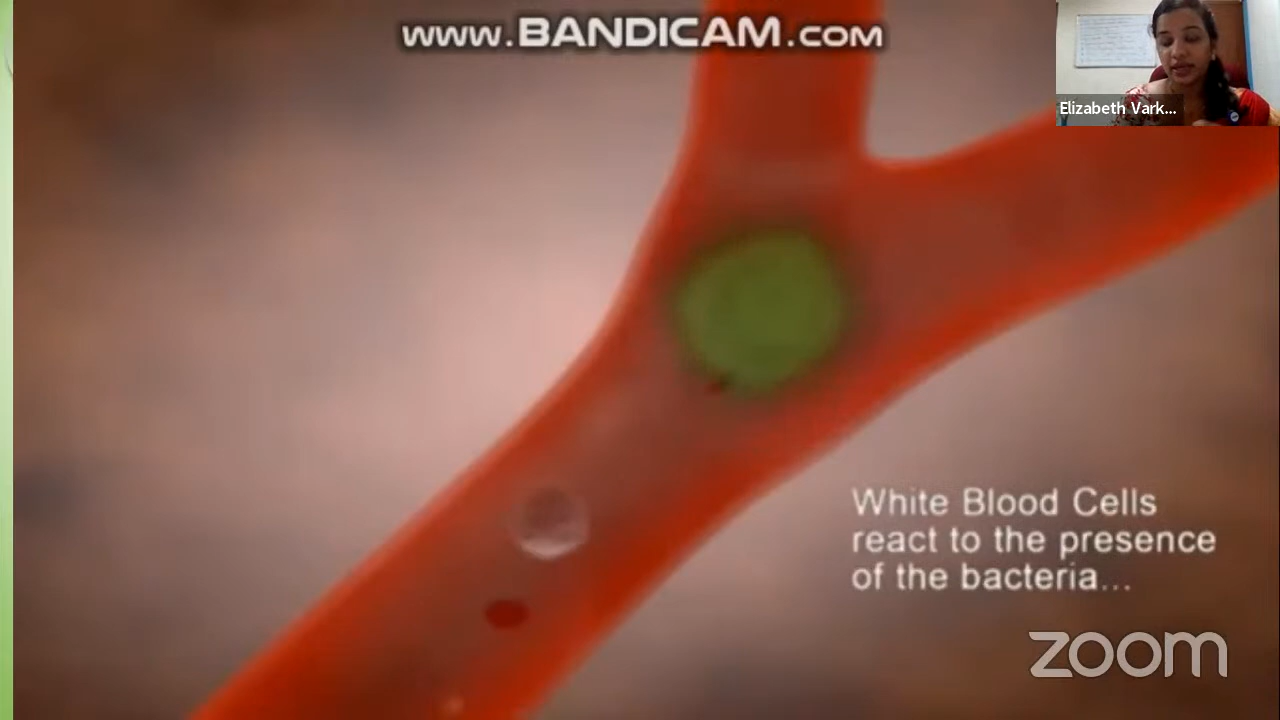 www.BANDICAM.COM
Elizabeth Vark...
White Blood Cells
react to the presence
of the bacteria...
zoom